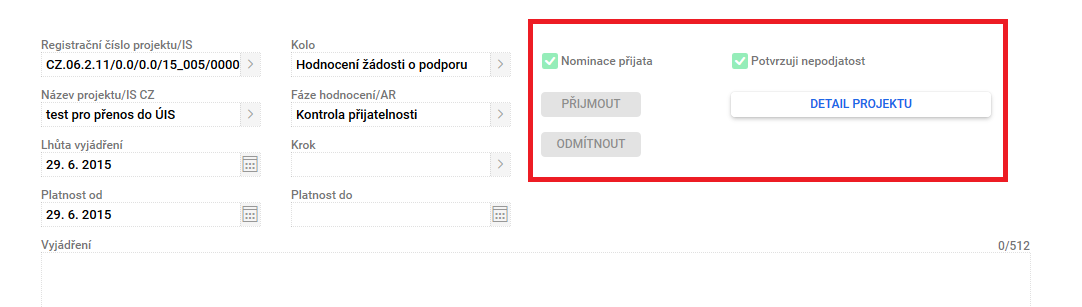 Registrační číslo projektu/IS
CZ.06.2.11/0.0/0.0/15_005/0000
Kolo
Hodnocení žádosti o podporu
Nominace přijata
Potvrzuji nepodjatost
Název projektu/IS CZ
test pro přenos do ÚIS
Fáze hodnocení/AR
Kontrola přijatelnosti
PŘIJMOUT
DETAIL PROJEKTU
Lhůta vyjádření
29. 6. 2015
Krok
ODMÍTNOUT
Platnost od
29. 6. 2015
Platnost do
Vyjádření
0/512